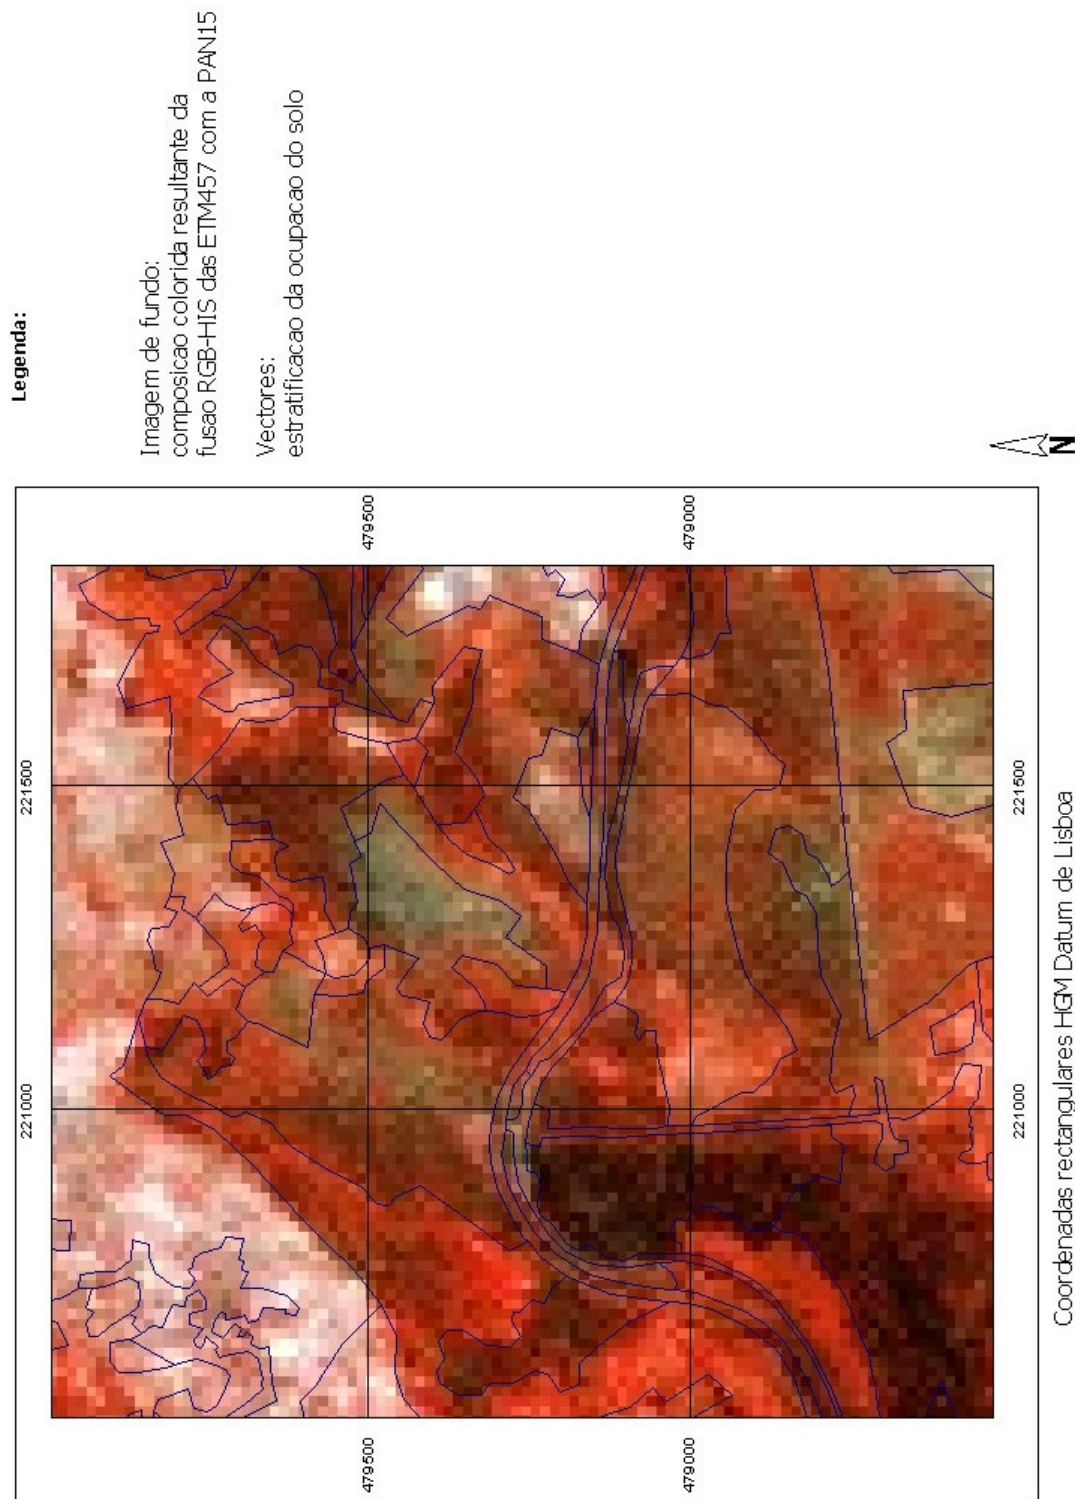 Legenda:
Imagem de fundo:
composicao colorida resultante da
fusao RGB-HIS das ETM457 com a PAN15
Vectores:
estratificacao da ocupacao do solo
N
221000
221500
479500
479500
479000
479000
221000
221500
Coordenadas rectangulares HGM Datum de Lisboa